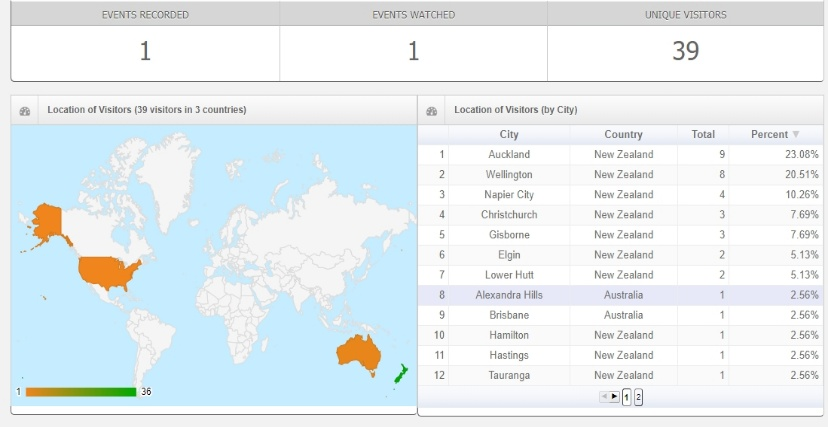 EVENTS RECORDED EVENTS WATCHED UNIQUE VISITORS
1 1 39
Location of Visitors (39 visitors in 3 countries)
1 36
Location of Visitors (by City)
City Country Total Percent
1 Auckland New Zealand 9 23.08%
2 Wellington New Zealand 8 20.51%
3 Napier City New Zealand 4 10.26%
4 Christchurch New Zealand 3 7.69%
5 Gisborne New Zealand 3 7.69%
6 Elgin New Zealand 2 5.13%
7 Lower Hutt New Zealand 2 5.13%
8 Alexandra Hills Australia 1 2.56%
9 Brisbane Australia 1 2.56%
10 Hamilton New Zealand 1 2.56%
11 Hastings New Zealand 1 2.56%
12 Tauranga New Zealand 1 2.56%
1 2